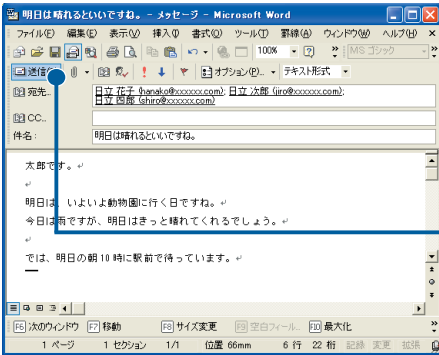 明日は晴れるといいですね。 - メッセージ - Microsoft Word
ファイル(F) 編集(E) 表示(V) 挿入(I) 書式(O) ツール(T) 罫線(A) ウィンドウ(W) ヘルプ(H) ×
100% MS ゴシック
送信 オプション(P)... テキスト形式
宛先... 日立 花子 (hanako@xxxxxx.com); 日立 次郎 (jiro@xxxxxx.com);
日立 四郎 (shiro@xxxxxx.com)
CC...
件名: 明日は晴れるといいですね。
太郎です。
明日は、いよいよ動物園に行く日ですね。
今日は雨ですが、明日はきっと晴れてくれるでしょう。
では、明日の朝10時に駅前で待っています。
F6 次のウィンドウ F7 移動 F8 サイズ変更 F9 空白フィール... F10 最大化
1 ページ 1 セクション 1/1 位置 66mm 6 行 22 桁 記録 変更 拡張